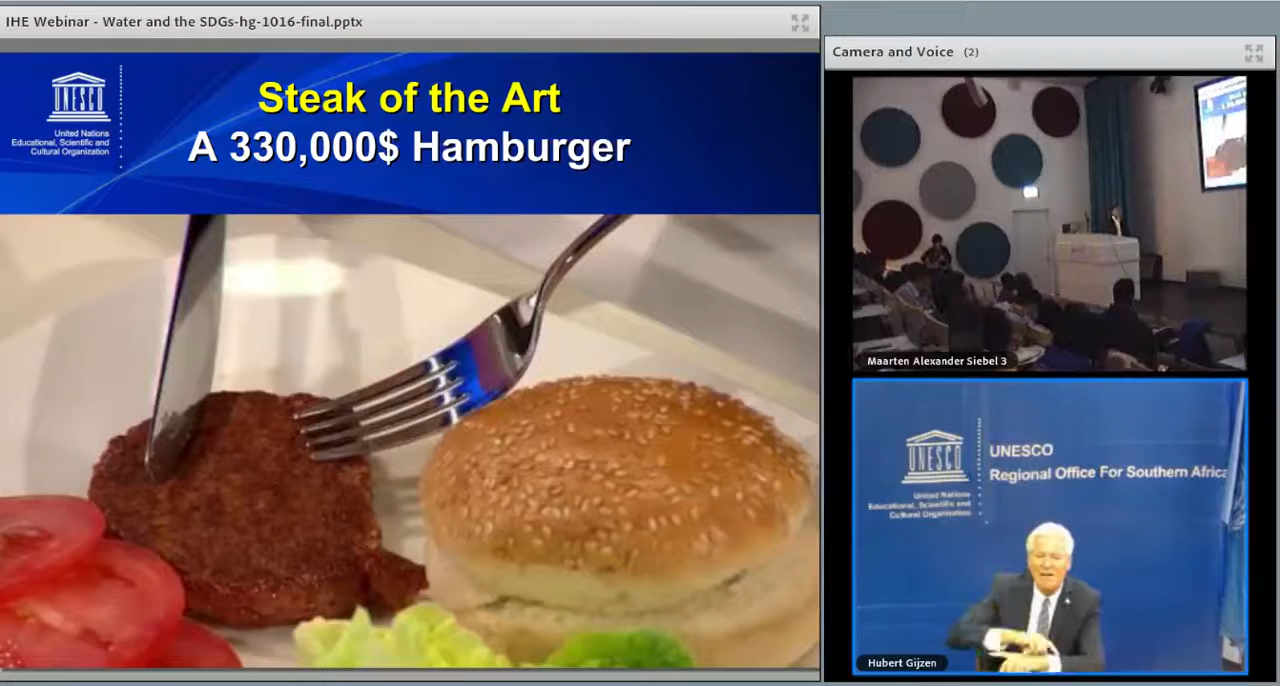 IHE Webinar - Water and the SDGs-hg-1016-final.pptx
UNESCO
United Nations
Educational, Scientific and
Cultural Organization
Steak of the Art
A 330,000$ Hamburger
Camera and Voice (2)
Maarten Alexander Siebel 3
UNESCO
United Nations
Educational, Scientific and
Cultural Organization
UNESCO
Regional Office For Southern Africa
Hubert Gijzen